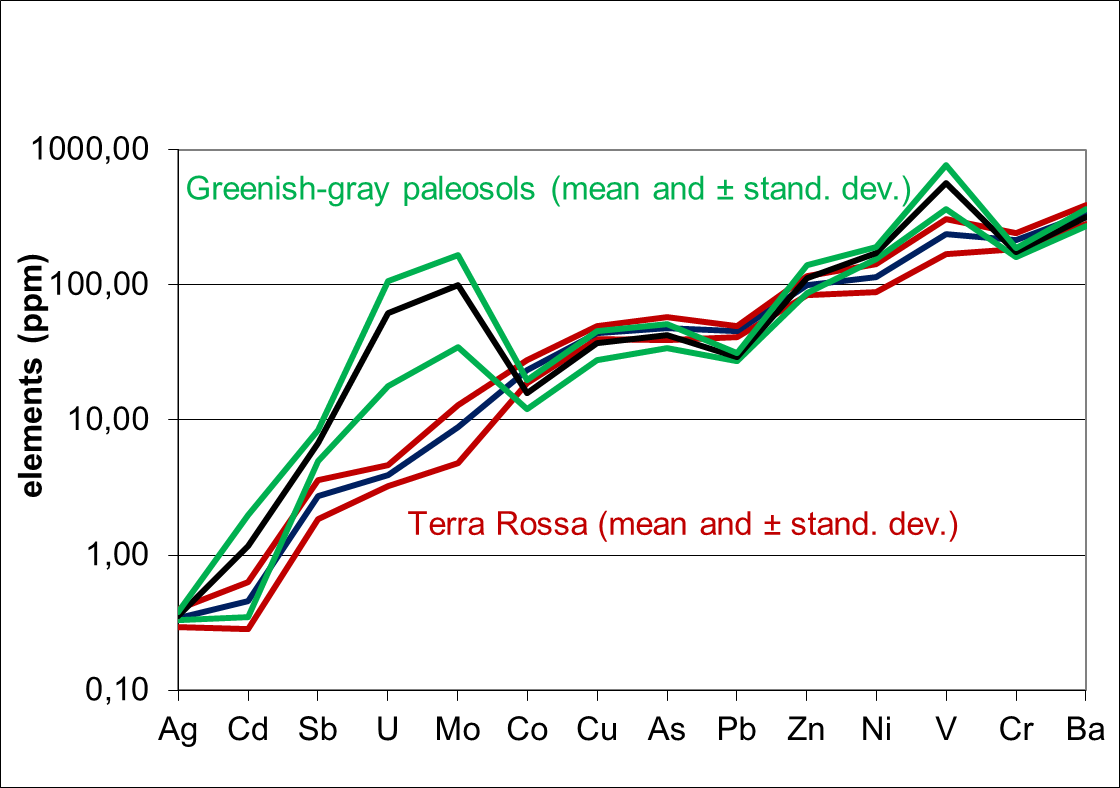 1000,00
Greenish-gray paleosols (mean and ± stand. dev.)
100,00
elements (ppm)
10,00
Terra Rossa (mean and ± stand. dev.)
1,00
0,10
Ag Cd Sb U Mo Co Cu As Pb Zn Ni V Cr Ba